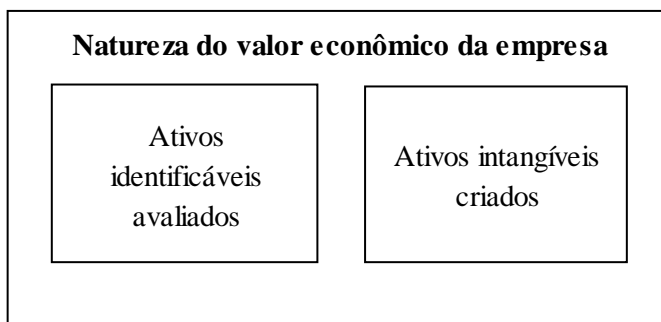 Natureza do valor econômico da empresa
Ativos
identificáveis
avaliados
Ativos intangíveis
criados